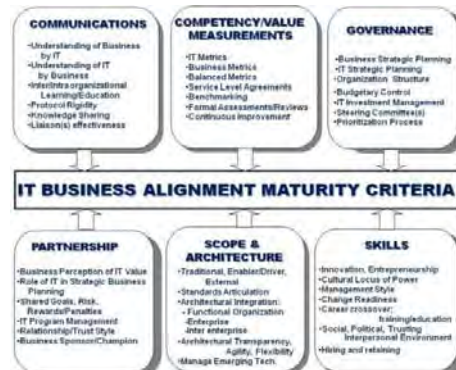 COMMUNICATIONS
•Understanding of Business
by IT
•Understanding of IT
by Business
•Inter/Intraorganizational
Learning/Education
•Protocol Rigidity
•Knowledge Sharing
•Liaison(s) effectiveness
COMPETENCY/VALUE
MEASUREMENTS
•IT Metrics
•Business Metrics
•Balanced Metrics
•Service Level Agreements
•Benchmarking
•Formal Assessments/Reviews
•Continuous Improvement
GOVERNANCE
•Business Strategic Planning
•IT Strategic Planning
•Organization Structure
•Budgetary Control
•IT Investment Management
•Steering Committee(s)
•Prioritization Process
IT BUSINESS ALIGNMENT MATURITY CRITERIA
PARTNERSHIP
•Business Perception of IT Value
•Role of IT in Strategic Business
Planning
•Shared Goals, Risk,
Rewards/Penalties
•IT Program Management
•Relationship/Trust Style
•Business Sponsor/Champion
SCOPE &
ARCHITECTURE
•Traditional, Enabler/Driver,
External
•Standards Articulation
•Architectural Integration:
- Functional Organization
-Enterprise
-Inter enterprise
•Architectural Transparency,
Agility, Flexibility
•Manage Emerging Tech.
SKILLS
•Innovation, Entrepreneurship
•Cultural Locus of Power
•Management Style
•Change Readiness
•Career crossover;
training/education
•Social, Political, Trusting
Interpersonal Environment
•Hiring and retaining